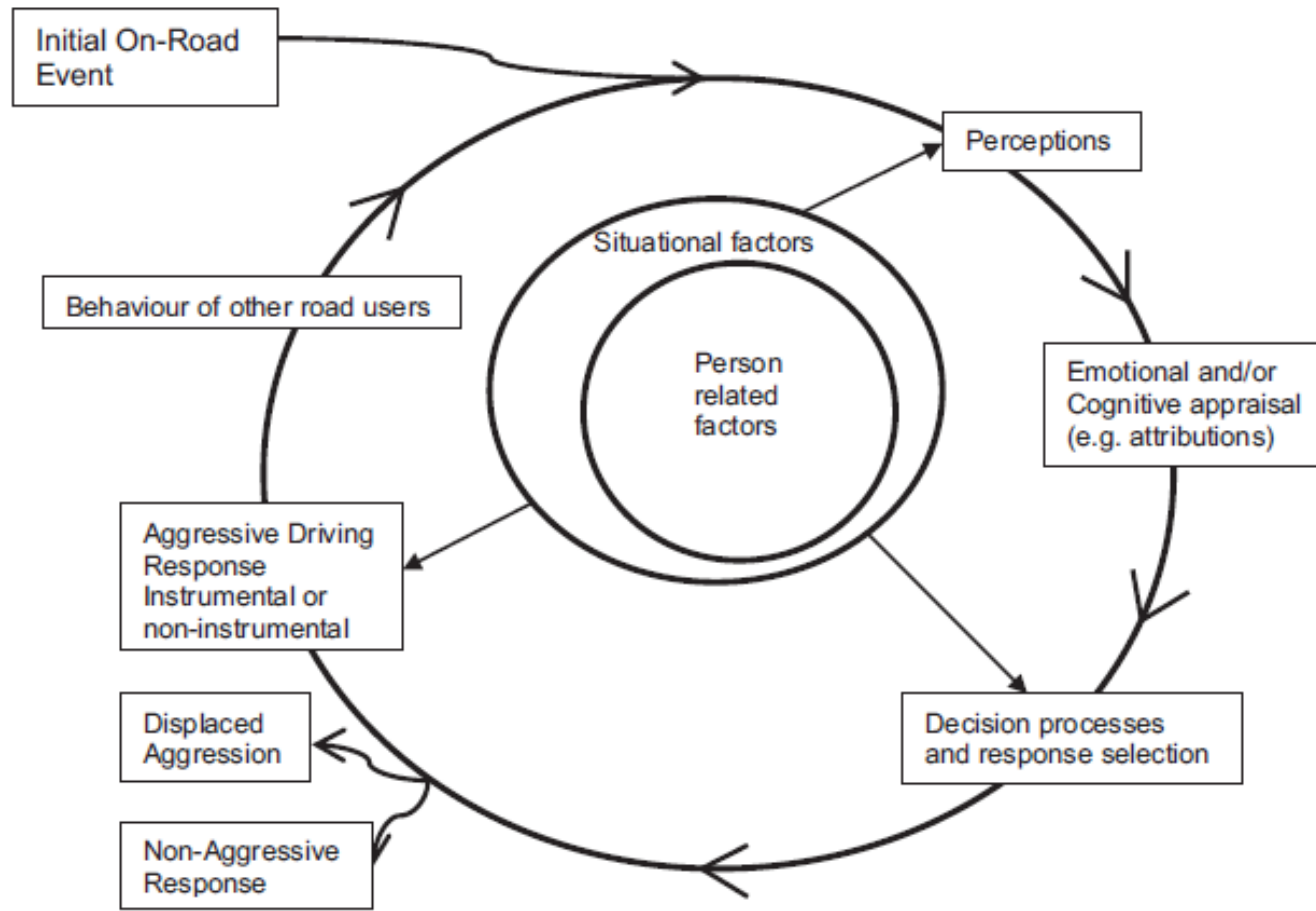 Initial On-Road
Event
Perceptions
Situational factors
Behaviour of other road users
Person
related
factors
Emotional and/or
Cognitive appraisal
(e.g. attributions)
Aggressive Driving
Response
Instrumental or
non-instrumental
Displaced
Aggression
Decision processes
and response selection
Non-Aggressive
Response